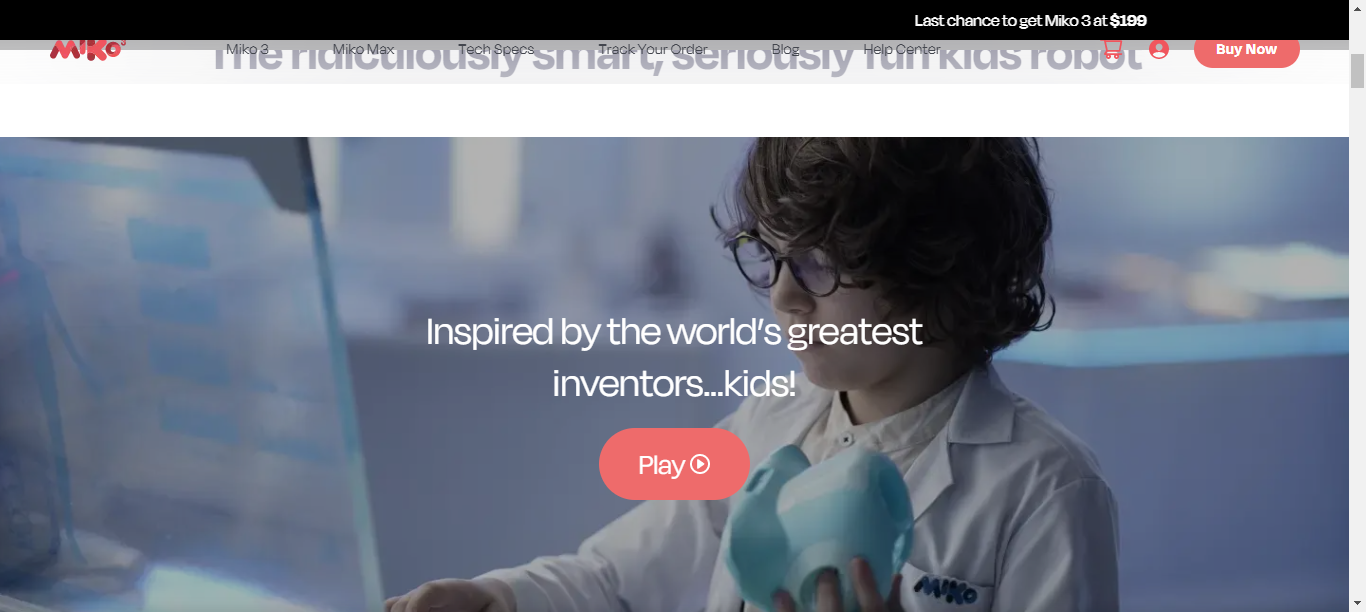 Last chance to get Miko 3 at $199
MIKO 3
Miko 3 Miko Max Tech Specs Track Your Order Blog Help Center
Buy Now
The ridiculously smart, seriously fun kids robot
Inspired by the world's greatest
inventors...kids!
Play
MIKO